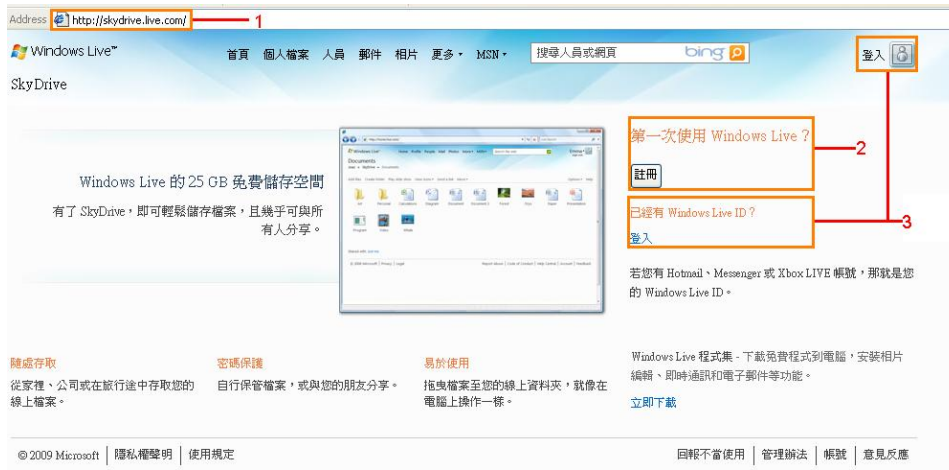 Address http://skydrive.live.com/
1
Windows Live™
首頁 個人檔案 人員 郵件 相片 更多 MSN
搜尋人員或網頁
bing
登入
SkyDrive
第一次使用 Windows Live？
2
註冊
Windows Live 的 25 GB 免費儲存空間
有了 SkyDrive，即可輕鬆儲存檔案，且幾乎可與所
有人分享。
Documents
已經有 Windows Live ID？
3
登入
若您有 Hotmail、Messenger 或 Xbox LIVE 帳號，那就是您
的 Windows Live ID。
隨處存取
從家裡、公司或在旅行途中存取您的
線上檔案。
密碼保護
自行保管檔案，或與您的朋友分享。
易於使用
拖曳檔案至您的線上資料夾，就像在
電腦上操作一樣。
Windows Live 程式集 - 下載免費程式到電腦，安裝相片
編輯、即時通訊和電子郵件等功能。
立即下載
© 2009 Microsoft | 隱私權聲明 | 使用規定
回報不當使用 | 管理辦法 | 帳號 | 意見反應